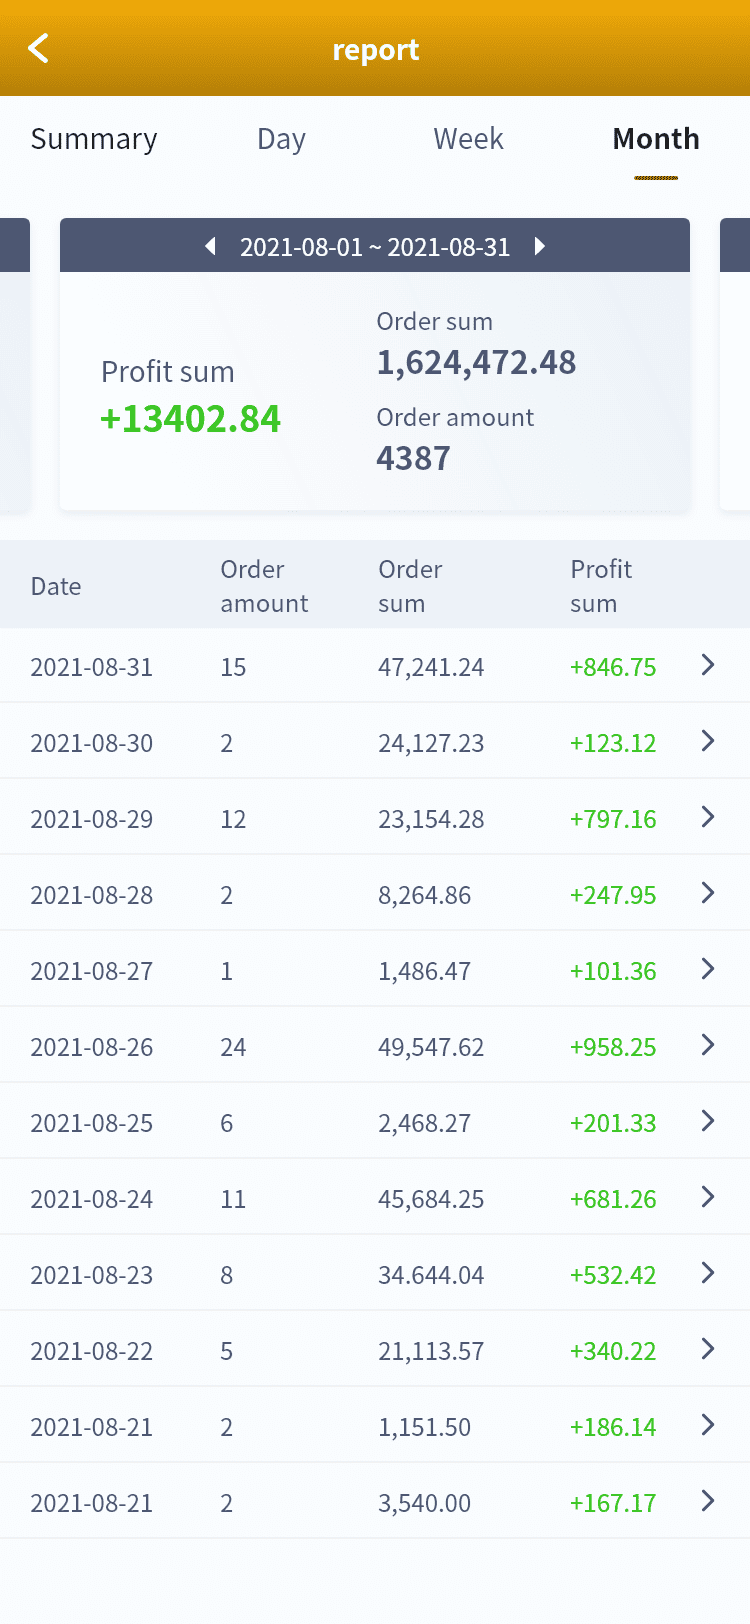 report
Summary Day Week Month
2021-08-01 ~ 2021-08-31
Profit sum
+13402.84
Order sum
1,624,472.48
Order amount
4387
Date Order amount Order sum Profit sum
2021-08-31 15 47,241.24 +846.75
2021-08-30 2 24,127.23 +123.12
2021-08-29 12 23,154.28 +797.16
2021-08-28 2 8,264.86 +247.95
2021-08-27 1 1,486.47 +101.36
2021-08-26 24 49,547.62 +958.25
2021-08-25 6 2,468.27 +201.33
2021-08-24 11 45,684.25 +681.26
2021-08-23 8 34.644.04 +532.42
2021-08-22 5 21,113.57 +340.22
2021-08-21 2 1,151.50 +186.14
2021-08-21 2 3,540.00 +167.17